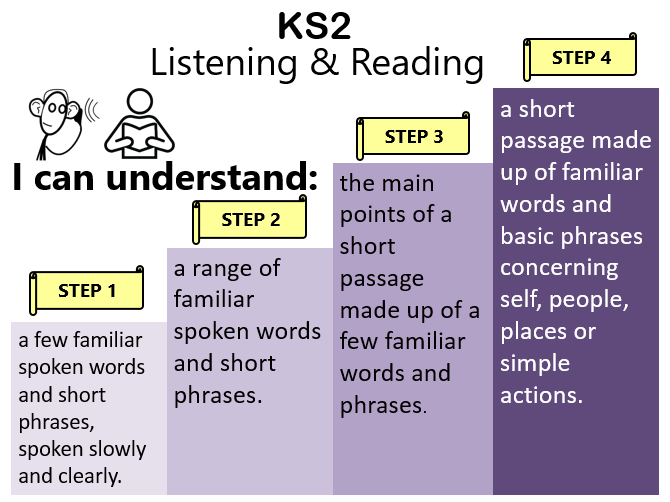 KS2
Listening & Reading
I can understand:
STEP 1
a few familiar
spoken words
and short
phrases,
spoken slowly
and clearly.
STEP 2
a range of
familiar
spoken words
and short
phrases.
STEP 3
the main
points of a
short
passage
made up of a
few familiar
words and
phrases.
STEP 4
a short
passage made
up of familiar
words and
basic phrases
concerning
self, people,
places or
simple
actions.